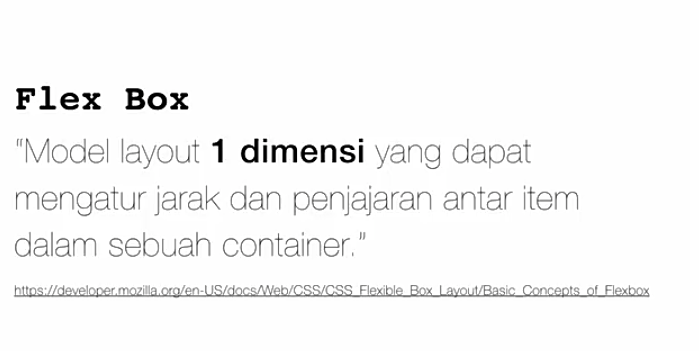 Flex Box
"Model layout 1 dimensi yang dapat
mengatur jarak dan penjajaran antar item
dalam sebuah container."
https://developer.mozilla.org/en-US/docs/Web/CSS/CSS_Flexible_Box_Layout/Basic_Concepts_of_Flexbox